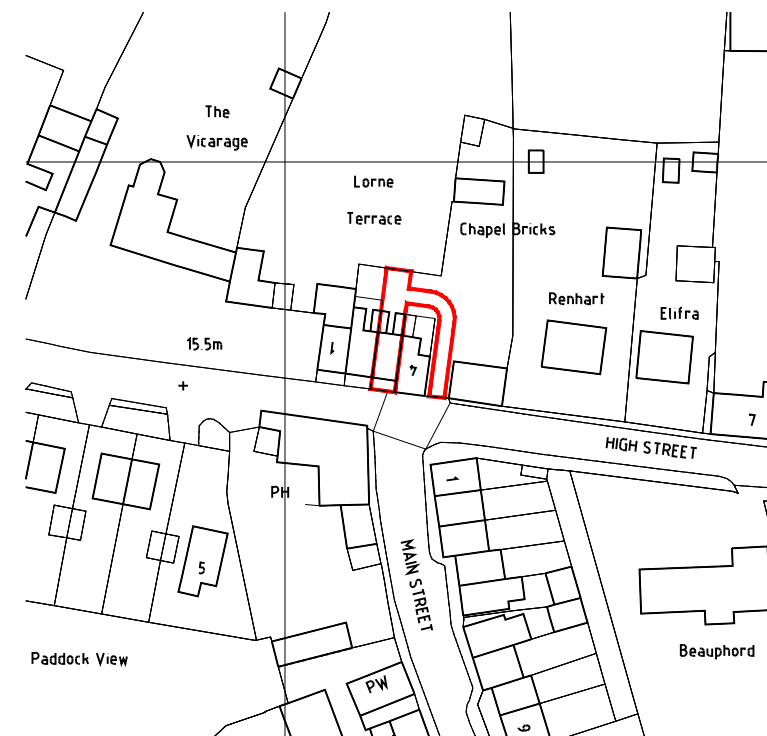 The
Vicarage
Lorne
Terrace
Chapel Bricks
Renhart
Elifra
15.5m
1
4
7
HIGH STREET
1
PH
5
MAIN STREET
Paddock View
Beauphord
PW
9